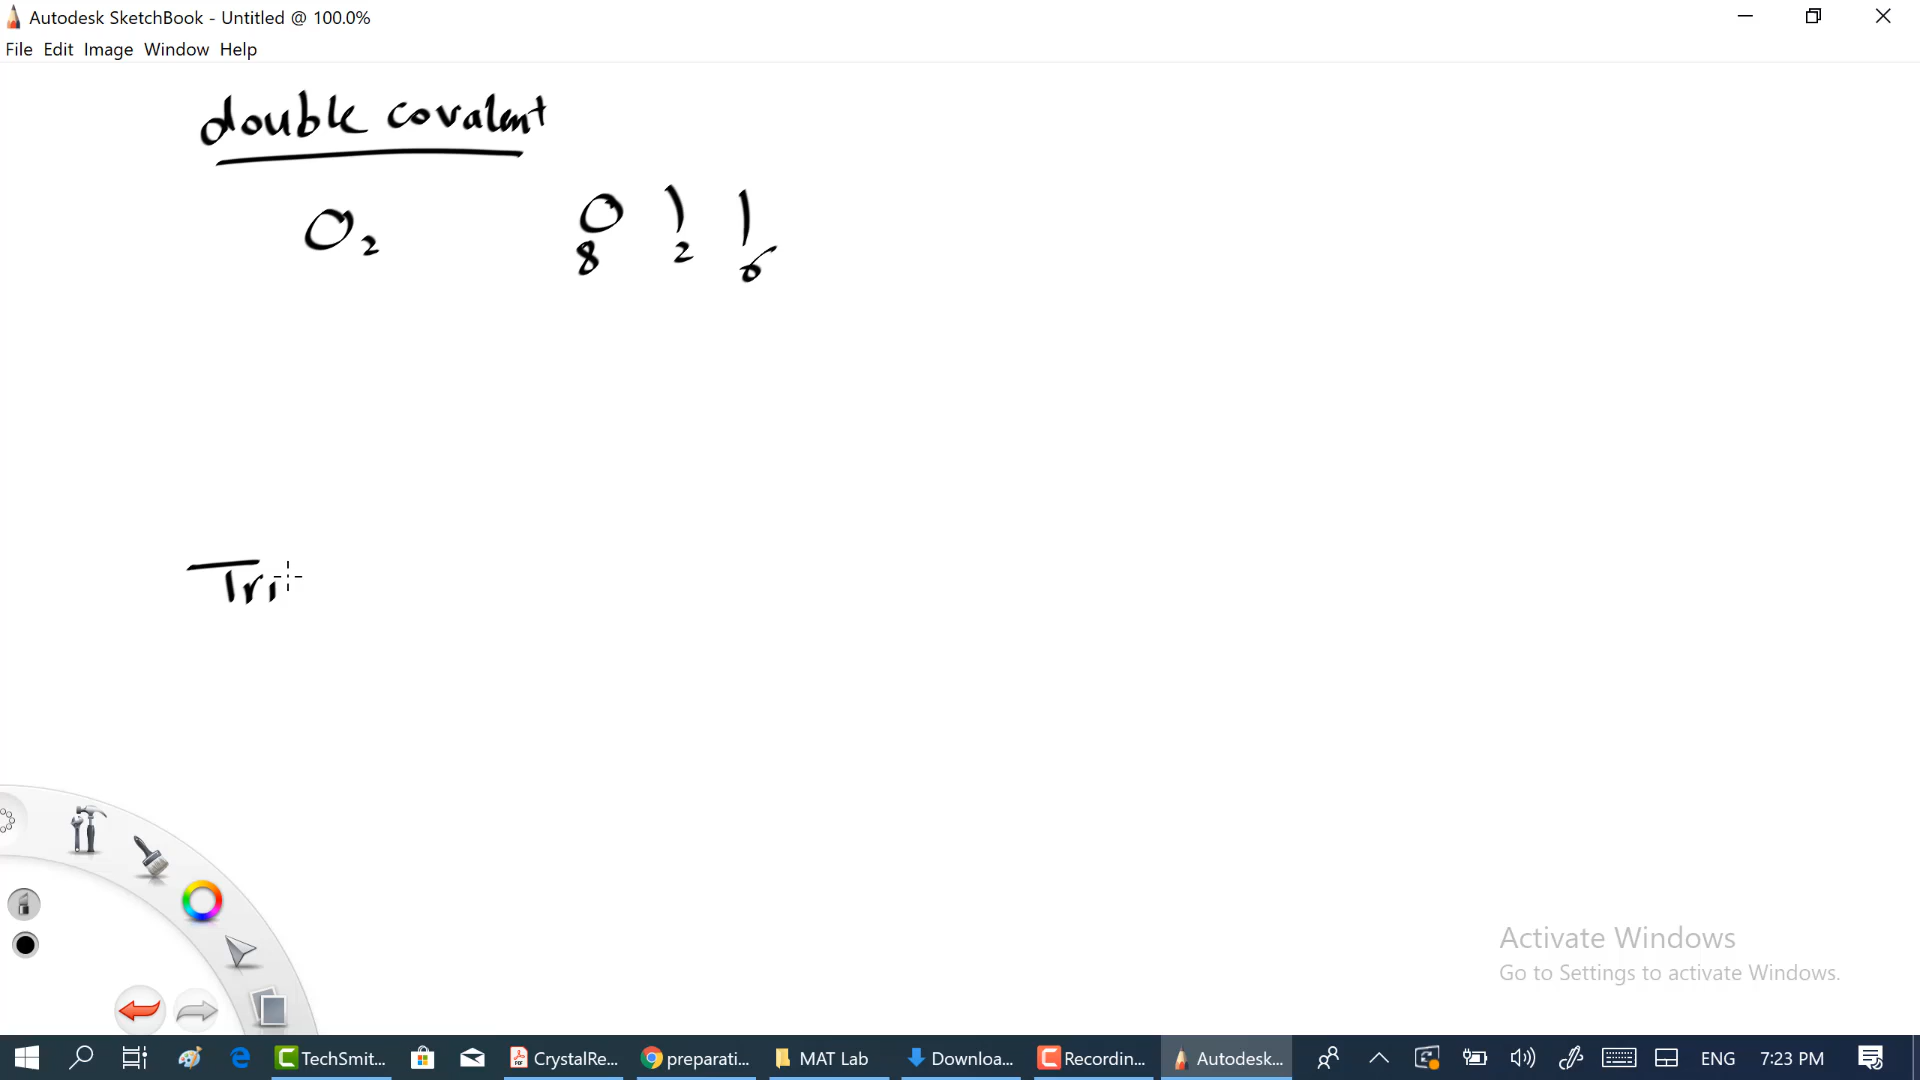 Autodesk SketchBook - Untitled @ 100.0%
File Edit Image Window Help
double covalent
O₂ O ) |
8 2 6
Tri
Activate Windows
Go to Settings to activate Windows.
TechSmit... CrystalRe... preparati... MAT Lab Downloa... Recordin... Autodesk... ENG 7:23 PM